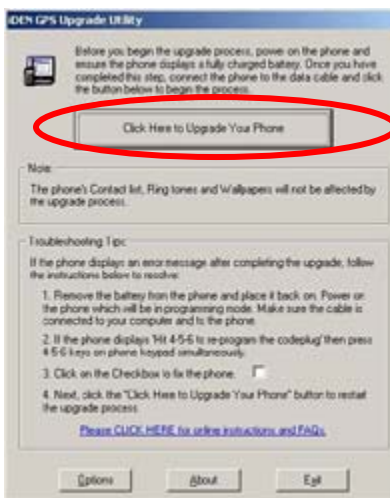 iDEN GPS Upgrade Utility
Before you begin the upgrade process, power on the phone and
ensure the phone displays a fully charged battery. Once you have
completed this step, connect the phone to the data cable and click
the button below to begin the process.
Click Here to Upgrade Your Phone
Note:
The phone's Contact list, Ring tones and Wallpapers will not be affected by
the upgrade process.
Troubleshooting Tips:
If the phone displays an error message after completing the upgrade, follow
the instructions below to resolve:
1. Remove the battery from the phone and place it back on. Power on
the phone which will be in programming mode. Make sure the cable is
connected to your computer and to the phone.
2. If the phone displays 'Hit 4-5-6 to re-program the codeplug' then press
4-5-6 keys on phone keypad simultaneously.
3. Click on the Checkbox to fix the phone.
4. Next, click the "Click Here to Upgrade Your Phone" button to restart
the upgrade process.
Please CLICK HERE for online instructions and FAQs.
Options About Exit